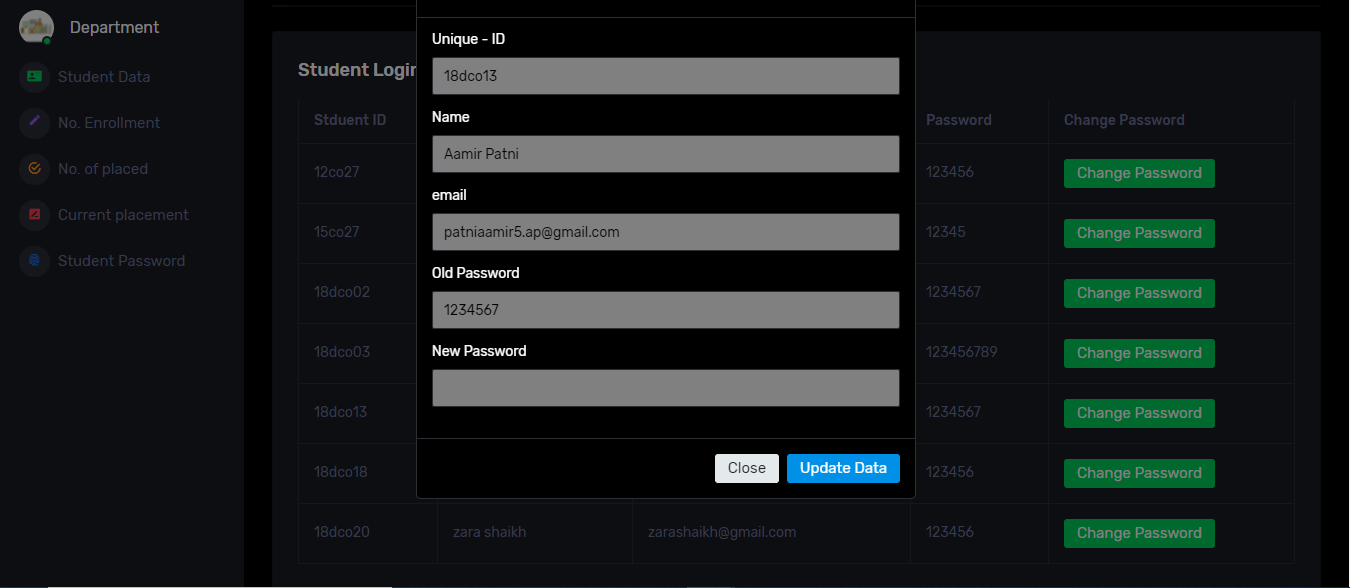 Department
Student Data
No. Enrollment
No. of placed
Current placement
Student Password
Student Login
Stduent ID Password Change Password
12co27 123456 Change Password
15co27 12345 Change Password
18dco02 1234567 Change Password
18dco03 123456789 Change Password
18dco13 1234567 Change Password
18dco18 123456 Change Password
18dco20 zara shaikh zarashaikh@gmail.com 123456 Change Password
Unique - ID
18dco13
Name
Aamir Patni
email
patniaamir5.ap@gmail.com
Old Password
1234567
New Password
Close Update Data